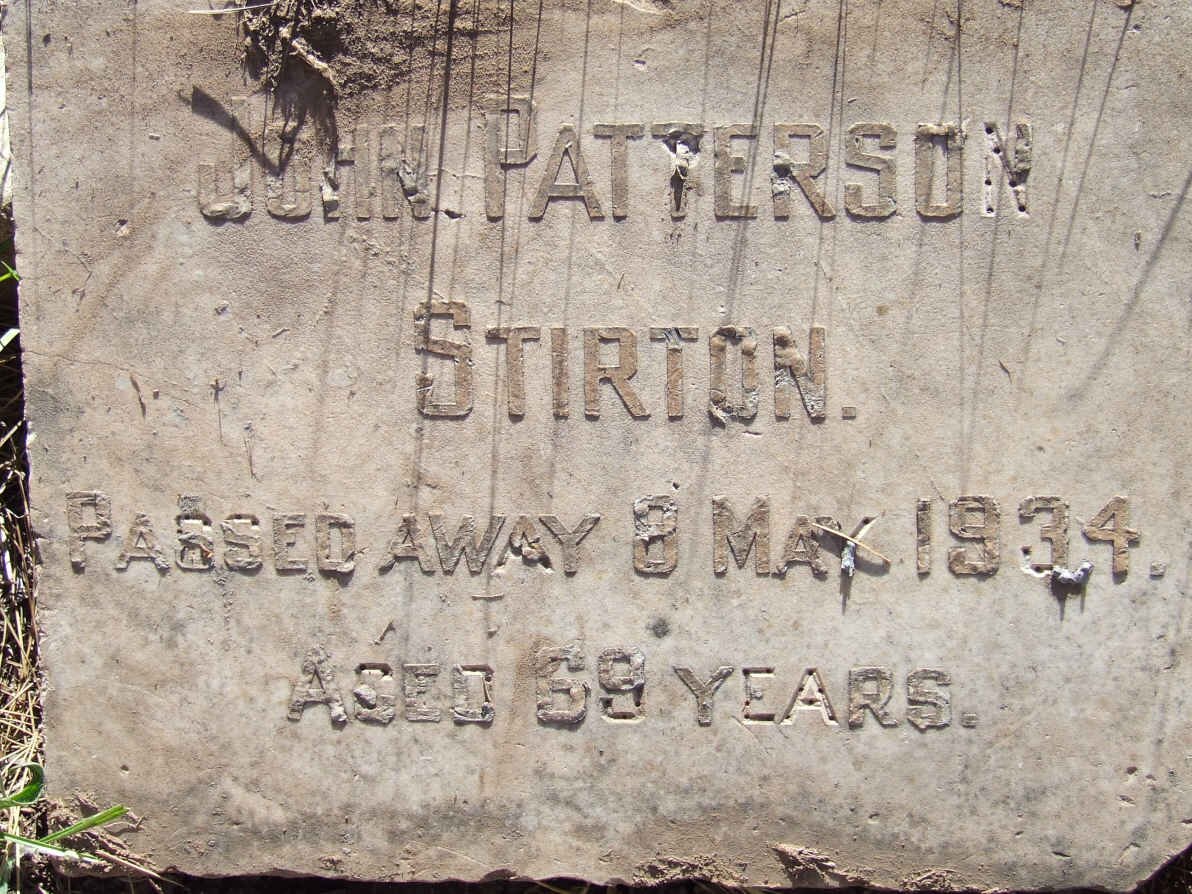 JOHN PATTERSON
STIRTON.
PASSED AWAY 8 MAY 1934.
AGED 69 YEARS.